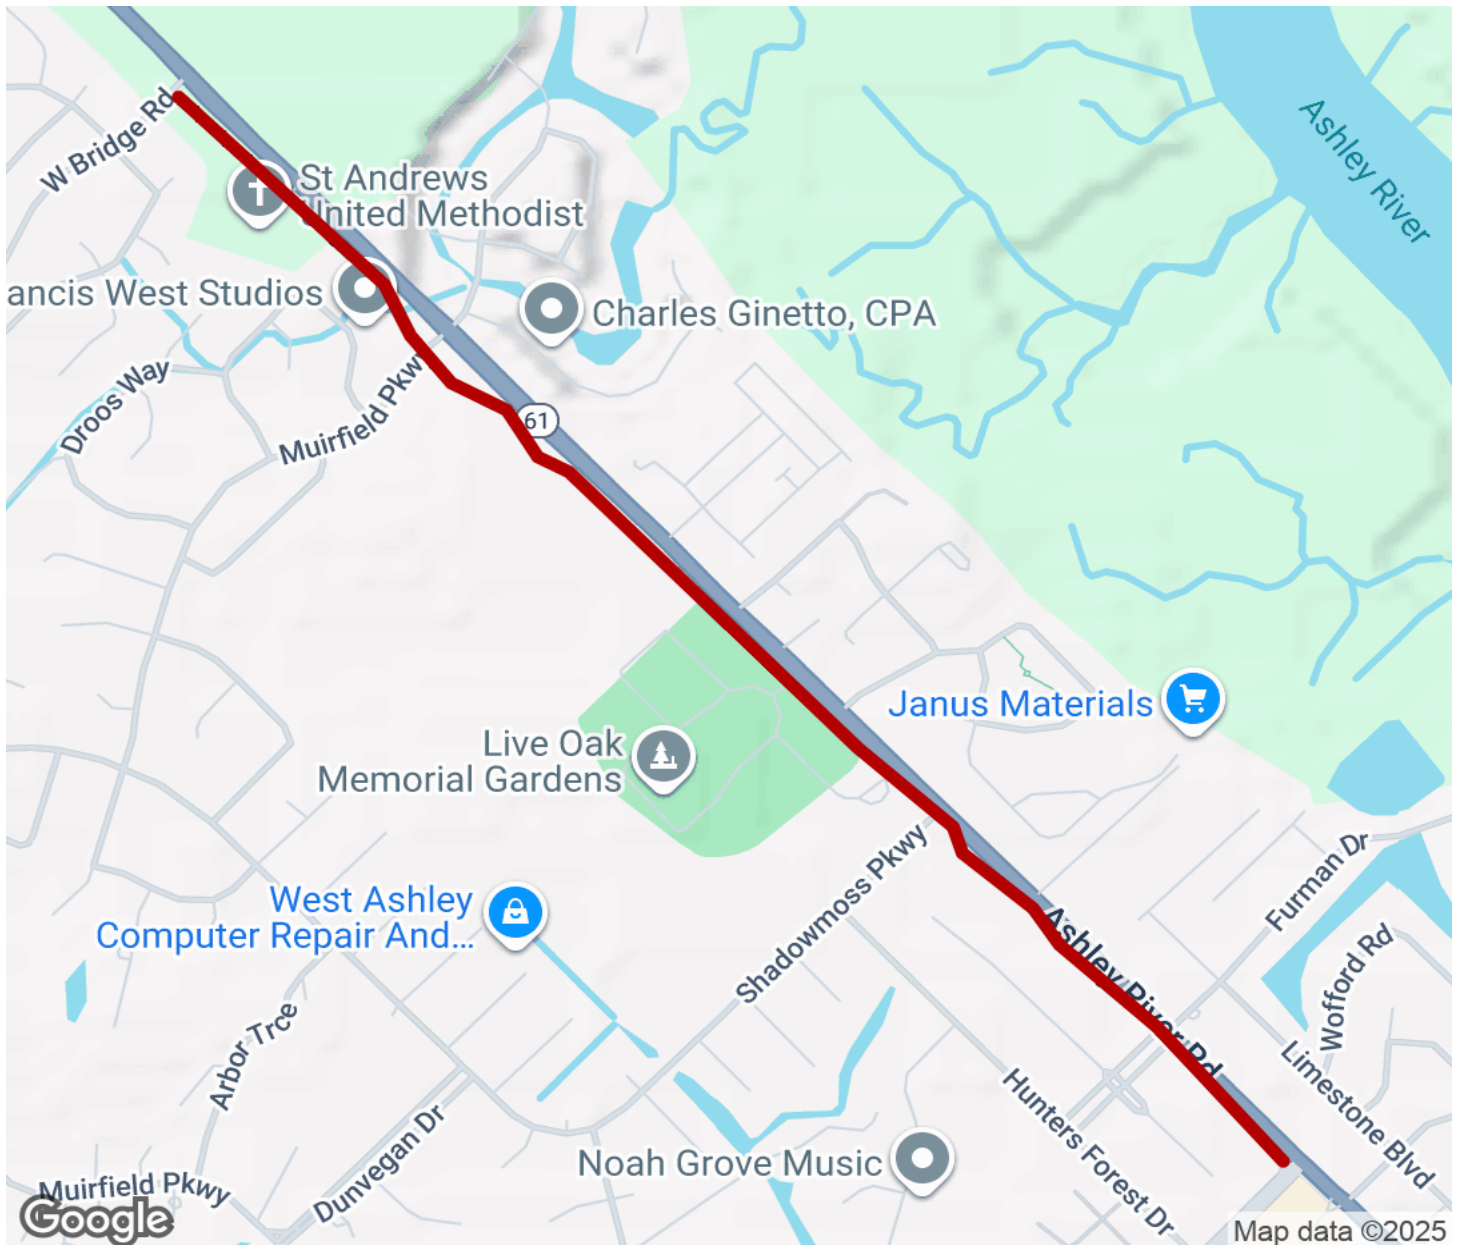 Ashley River
W Bridge Rd
St Andrews
United Methodist
ancis West Studios
Charles Ginetto, CPA
Droos Way
Muirfield Pkwy
61
Janus Materials
Live Oak
Memorial Gardens
Shadowmoss Pkwy
Furman Dr
West Ashley
Computer Repair And...
Ashley River Rd
Wofford Rd
Arbor Trce
Limestone Blvd
Hunters Forest Dr
Dunvegan Dr
Noah Grove Music
Muirfield Pkwy
Google
Map data ©2025